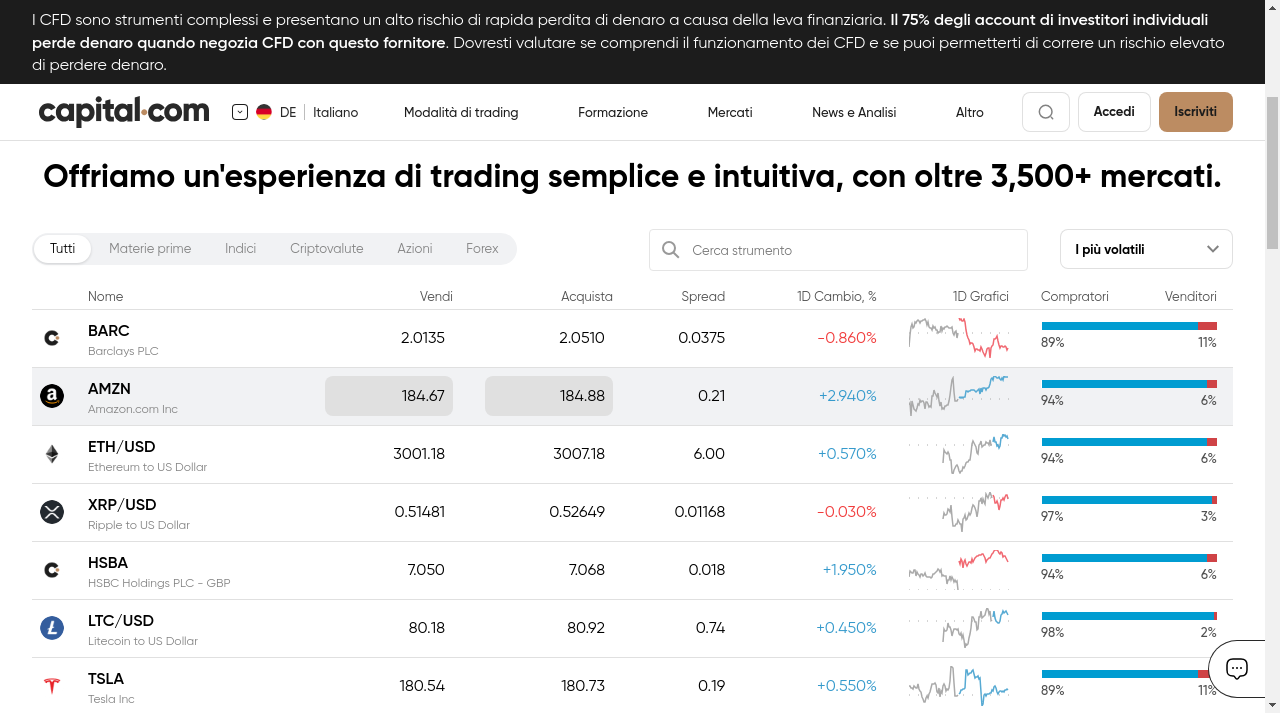 I CFD sono strumenti complessi e presentano un alto rischio di rapida perdita di denaro a causa della leva finanziaria. Il 75% degli account di investitori individuali
perde denaro quando negozia CFD con questo fornitore. Dovresti valutare se comprendi il funzionamento dei CFD e se puoi permetterti di correre un rischio elevato
di perdere denaro.
capital.com DE Italiano Modalità di trading Formazione Mercati News e Analisi Altro Accedi Iscriviti
Offriamo un'esperienza di trading semplice e intuitiva, con oltre 3,500+ mercati.
Tutti Materie prime Indici Criptovalute Azioni Forex Cerca strumento I più volatili
Nome Vendi Acquista Spread 1D Cambio, % 1D Grafici Compratori Venditori
BARC 2.0135 2.0510 0.0375 -0.860%
Barclays PLC 89% 11%
AMZN 184.67 184.88 0.21 +2.940%
Amazon.com Inc 94% 6%
ETH/USD 3001.18 3007.18 6.00 +0.570%
Ethereum to US Dollar 94% 6%
XRP/USD 0.51481 0.52649 0.01168 -0.030%
Ripple to US Dollar 97% 3%
HSBA 7.050 7.068 0.018 +1.950%
HSBC Holdings PLC - GBP 94% 6%
LTC/USD 80.18 80.92 0.74 +0.450%
Litecoin to US Dollar 98% 2%
TSLA 180.54 180.73 0.19 +0.550%
Tesla Inc 89% 11%